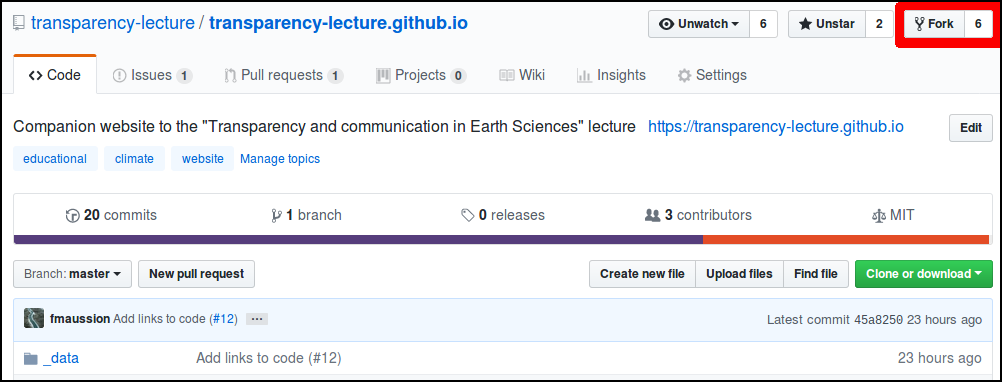 transparency-lecture / transparency-lecture.github.io Unwatch 6 Unstar 2 Fork 6
Code Issues 1 Pull requests 1 Projects 0 Wiki Insights Settings
Companion website to the "Transparency and communication in Earth Sciences" lecture https://transparency-lecture.github.io Edit
educational climate website Manage topics
20 commits 1 branch 0 releases 3 contributors MIT
Branch: master New pull request Create new file Upload files Find file Clone or download
fmaussion Add links to code (#12) ... Latest commit 45a8250 23 hours ago
_data Add links to code (#12) 23 hours ago